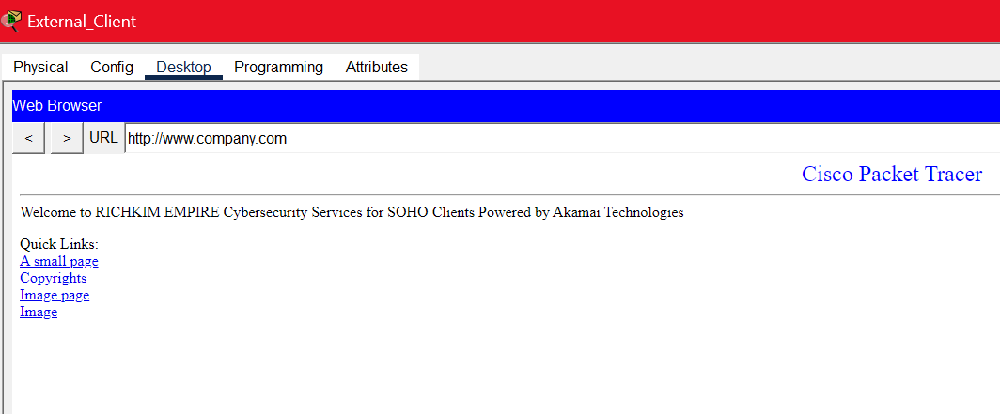 External_Client
Physical Config Desktop Programming Attributes
Web Browser
< > URL http://www.company.com
Cisco Packet Tracer
Welcome to RICHKIM EMPIRE Cybersecurity Services for SOHO Clients Powered by Akamai Technologies
Quick Links:
A small page
Copyrights
Image page
Image